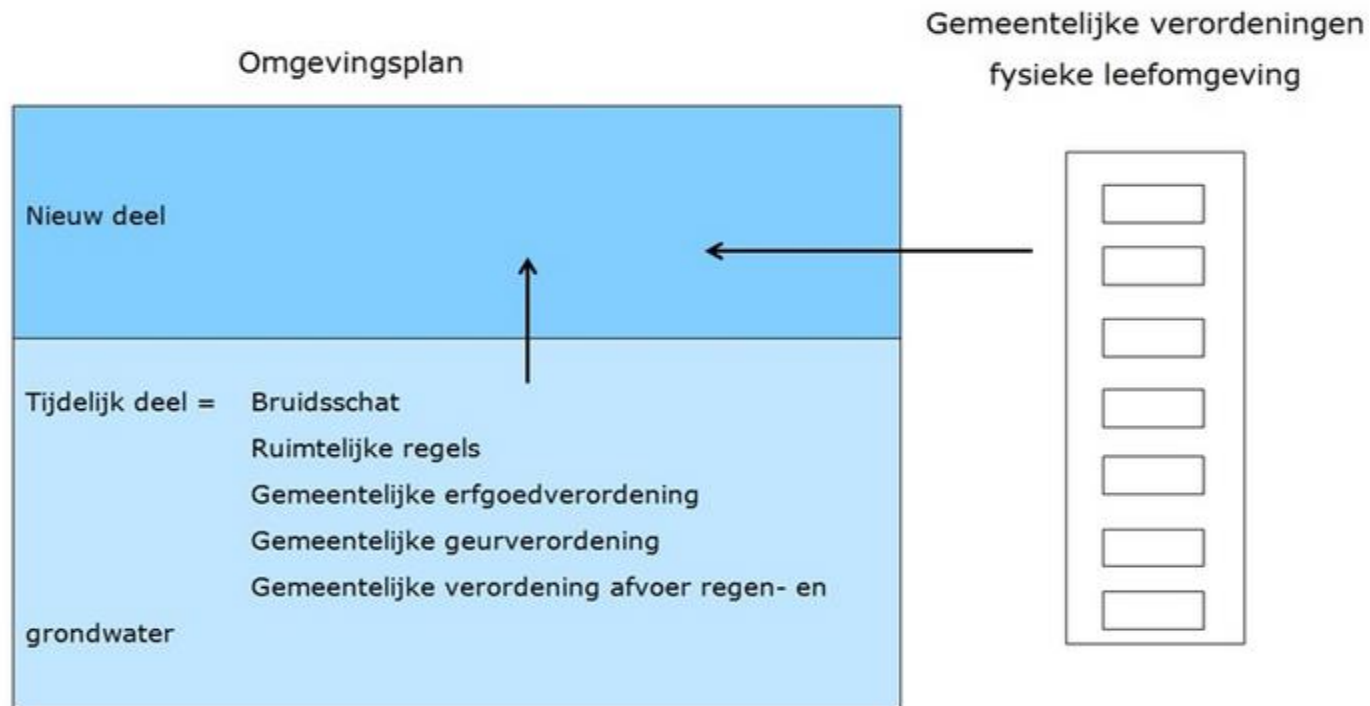 Omgevingsplan
Gemeentelijke verordeningen
fysieke leefomgeving
Nieuw deel
Tijdelijk deel = Bruidsschat
Ruimtelijke regels
Gemeentelijke erfgoedverordening
Gemeentelijke geurverordening
Gemeentelijke verordening afvoer regen- en
grondwater